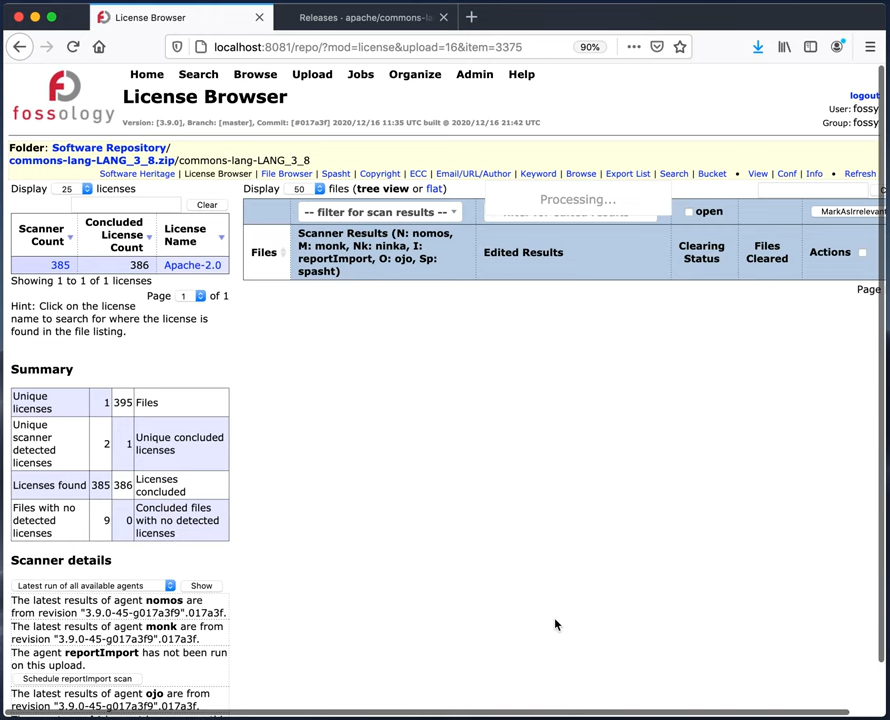 License Browser
Releases - apache/commons-la
localhost:8081/repo/?mod=license&upload=16&item=3375
90%
fossology
Home Search Browse Upload Jobs Organize Admin Help
License Browser
Version: [3.9.0], Branch: [master], Commit: [#017a3f] 2020/12/16 11:35 UTC built @ 2020/12/16 21:42 UTC
logout
User: fossy
Group: fossy
Folder: Software Repository/
commons-lang-LANG_3_8.zip/commons-lang-LANG_3_8
Software Heritage | License Browser | File Browser | Spasht | Copyright | ECC | Email/URL/Author | Keyword | Browse | Export List | Search | Bucket • View | Conf | Info • Refresh
Display 25 licenses
Clear
Scanner Count
Concluded License Count
License Name
385 386 Apache-2.0
Showing 1 to 1 of 1 licenses
Page 1 of 1
Hint: Click on the license
name to search for where the license is
found in the file listing.
Display 50 files (tree view or flat)
Processing...
-- filter for scan results --
open
MarkAsIrrelevant
Files
Scanner Results (N: nomos,
M: monk, Nk: ninka, I:
reportImport, O: ojo, Sp:
spasht)
Edited Results
Clearing Status
Files Cleared
Actions
Page
Summary
Unique licenses 1 395 Files
Unique scanner detected licenses 2 1 Unique concluded licenses
Licenses found 385 386 Licenses concluded
Files with no detected licenses 9 0 Concluded files with no detected licenses
Scanner details
Latest run of all available agents
Show
The latest results of agent nomos are
from revision "3.9.0-45-g017a3f9".017a3f.
The latest results of agent monk are from
revision "3.9.0-45-g017a3f9".017a3f.
The agent reportImport has not been run
on this upload.
Schedule reportImport scan
The latest results of agent ojo are from
revision "3.9.0-45-g017a3f9".017a3f.